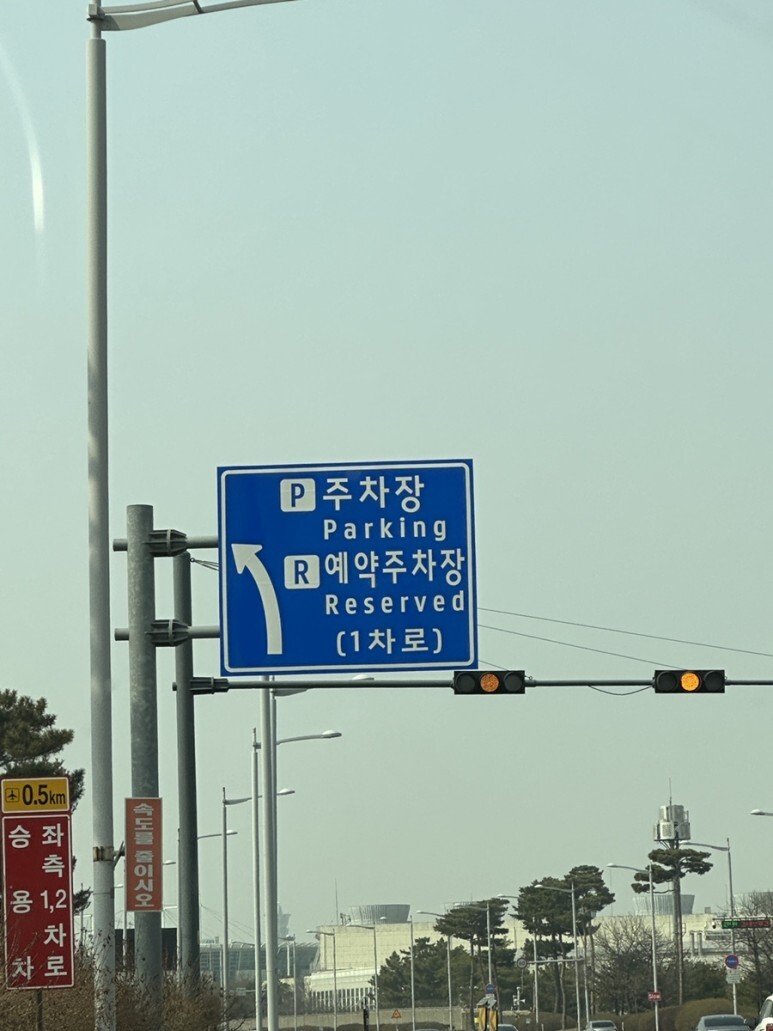 P 주차장
Parking
R 예약주차장
Reserved
(1차로)
0.5km
승용차
좌측 1,2차로
속도를 줄이시오